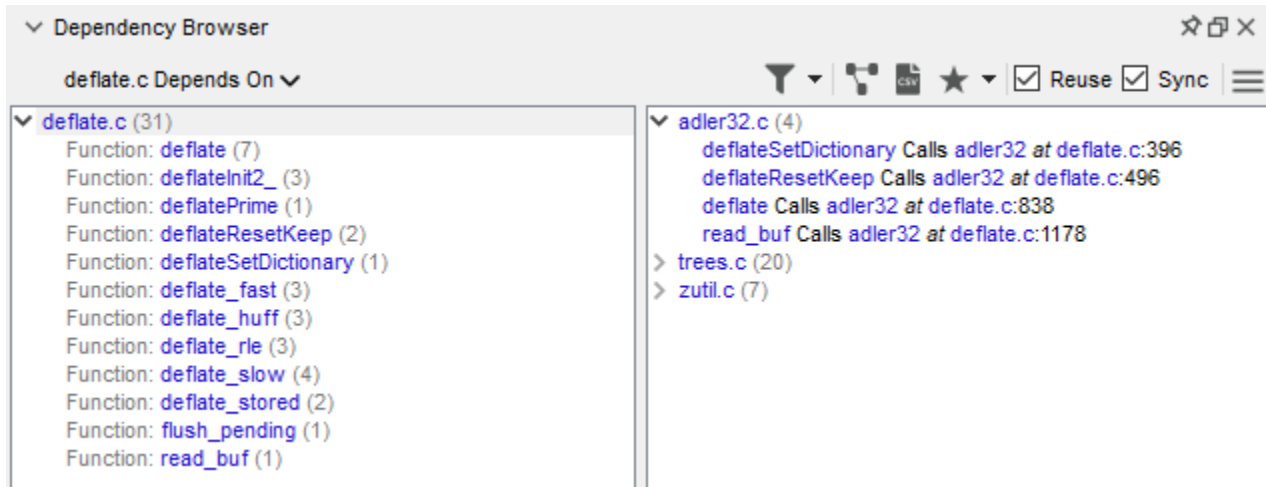 Dependency Browser
deflate.c Depends On
CSV
Reuse
Sync
deflate.c (31)
Function: deflate (7)
Function: deflateInit2_ (3)
Function: deflatePrime (1)
Function: deflateResetKeep (2)
Function: deflateSetDictionary (1)
Function: deflate_fast (3)
Function: deflate_huff (3)
Function: deflate_rle (3)
Function: deflate_slow (4)
Function: deflate_stored (2)
Function: flush_pending (1)
Function: read_buf (1)
adler32.c (4)
deflateSetDictionary Calls adler32 at deflate.c:396
deflateResetKeep Calls adler32 at deflate.c:496
deflate Calls adler32 at deflate.c:838
read_buf Calls adler32 at deflate.c:1178
trees.c (20)
zutil.c (7)